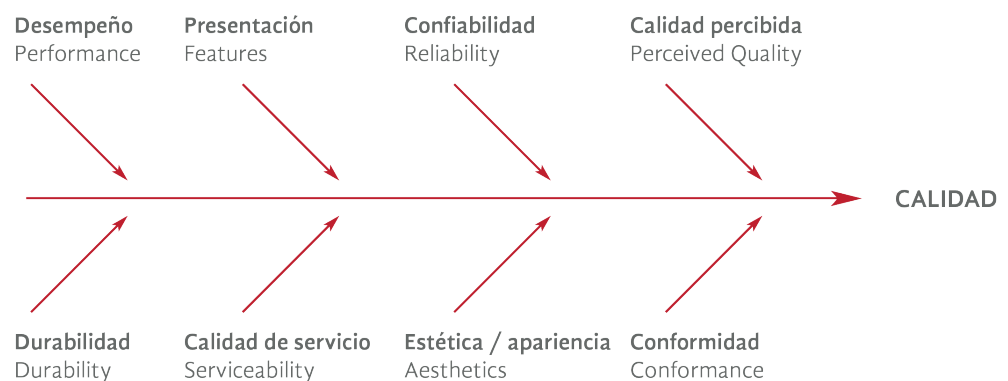 Desempeño
Performance
Presentación
Features
Confiabilidad
Reliability
Calidad percibida
Perceived Quality
CALIDAD
Durabilidad
Durability
Calidad de servicio
Serviceability
Estética / apariencia
Aesthetics
Conformidad
Conformance